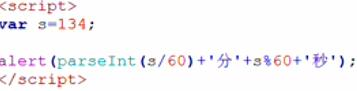 <script>
var s=134;
alert(parseInt(s/60)+'分'+s%60+'秒');
</script>